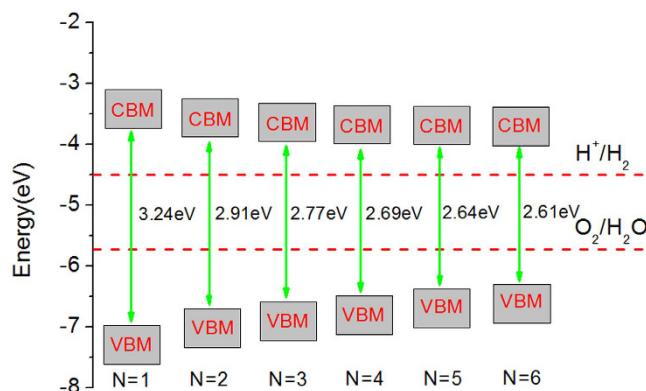 -2
-3
-4
-5
-6
-7
-8
Energy(eV)
CBM CBM CBM CBM CBM CBM
H⁺/H₂
3.24eV 2.91eV 2.77eV 2.69eV 2.64eV 2.61eV
O₂/H₂O
VBM VBM VBM VBM VBM VBM
N=1 N=2 N=3 N=4 N=5 N=6